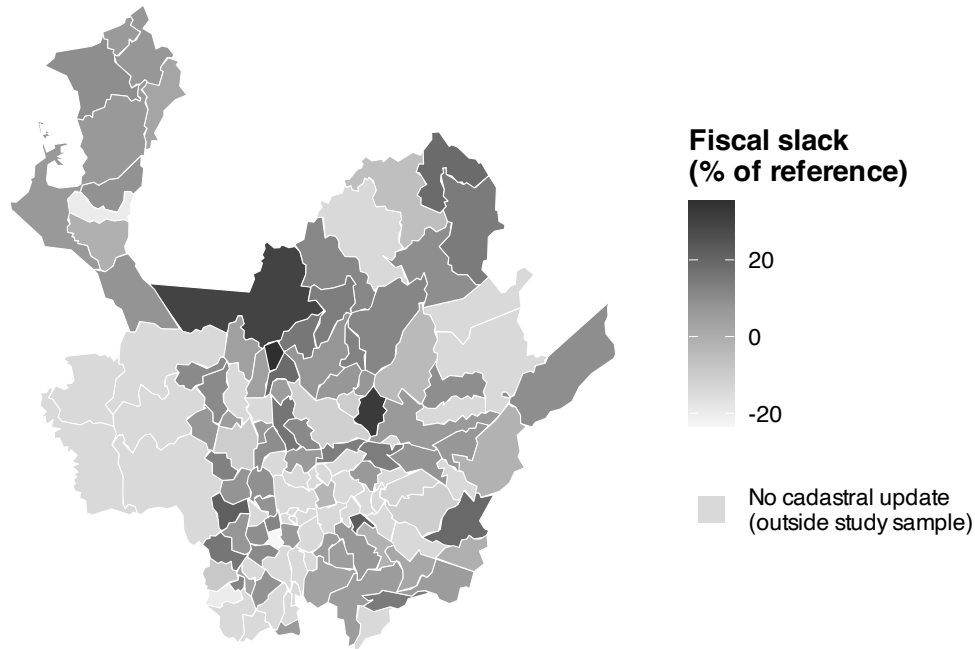 Fiscal slack
(% of reference)
20
0
-20
No cadastral update
(outside study sample)